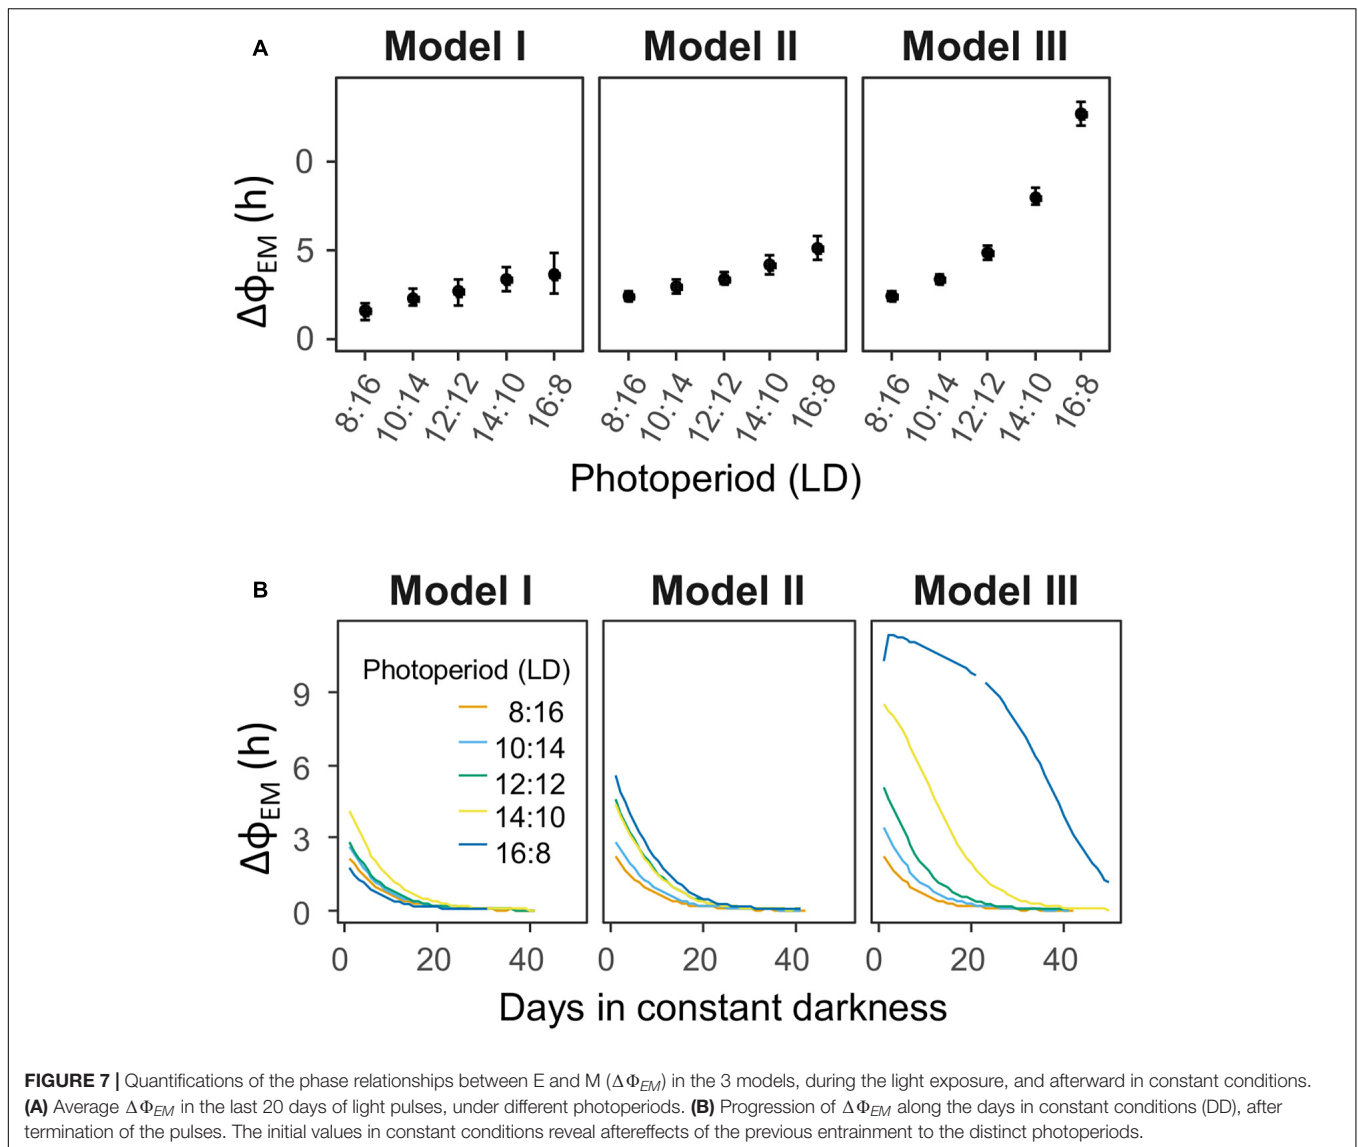 A
Model I
Model II
Model III
ΔϕEM (h)
0
5
0
8:16
10:14
12:12
14:10
16:8
8:16
10:14
12:12
14:10
16:8
8:16
10:14
12:12
14:10
16:8
Photoperiod (LD)
B
Model I
Model II
Model III
ΔϕEM (h)
9
6
3
0
Photoperiod (LD)
8:16
10:14
12:12
14:10
16:8
0
20
40
0
20
40
0
20
40
Days in constant darkness
FIGURE 7 | Quantifications of the phase relationships between E and M (ΔΦEM) in the 3 models, during the light exposure, and afterward in constant conditions.
(A) Average ΔΦEM in the last 20 days of light pulses, under different photoperiods. (B) Progression of ΔΦEM along the days in constant conditions (DD), after
termination of the pulses. The initial values in constant conditions reveal aftereffects of the previous entrainment to the distinct photoperiods.